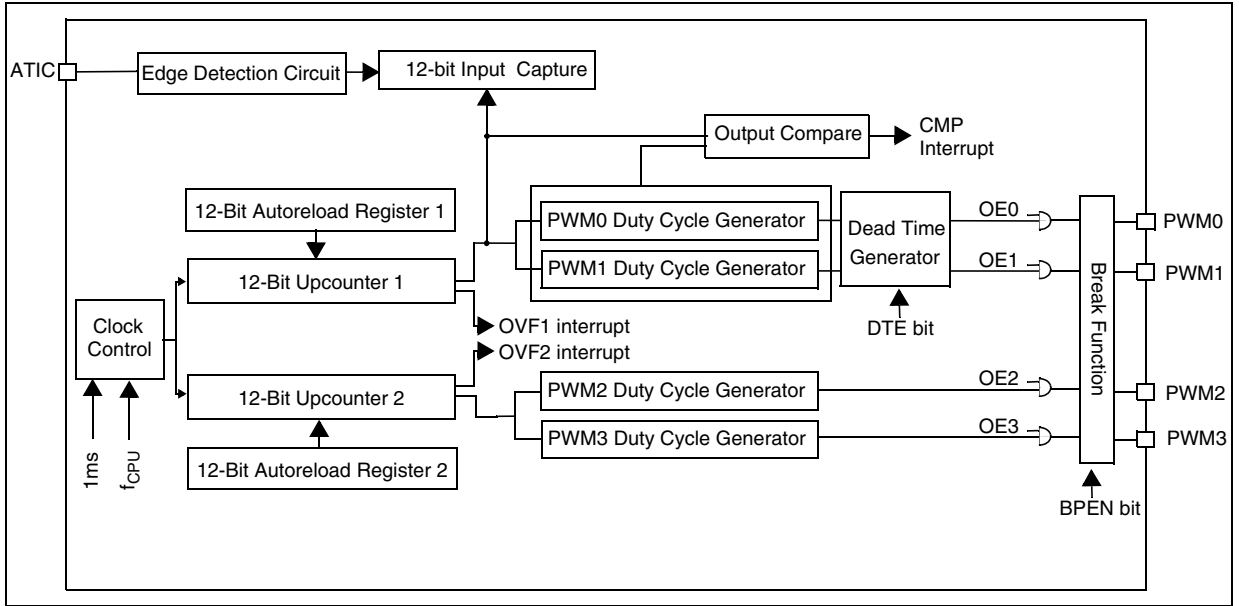 ATIC
Edge Detection Circuit
12-bit Input Capture
Output Compare
CMP
Interrupt
12-Bit Autoreload Register 1
PWM0 Duty Cycle Generator
PWM1 Duty Cycle Generator
Dead Time
Generator
OE0
OE1
PWM0
PWM1
12-Bit Upcounter 1
Clock
Control
OVF1 interrupt
OVF2 interrupt
DTE bit
Break Function
12-Bit Upcounter 2
PWM2 Duty Cycle Generator
PWM3 Duty Cycle Generator
OE2
OE3
PWM2
PWM3
12-Bit Autoreload Register 2
1ms
fCPU
BPEN bit